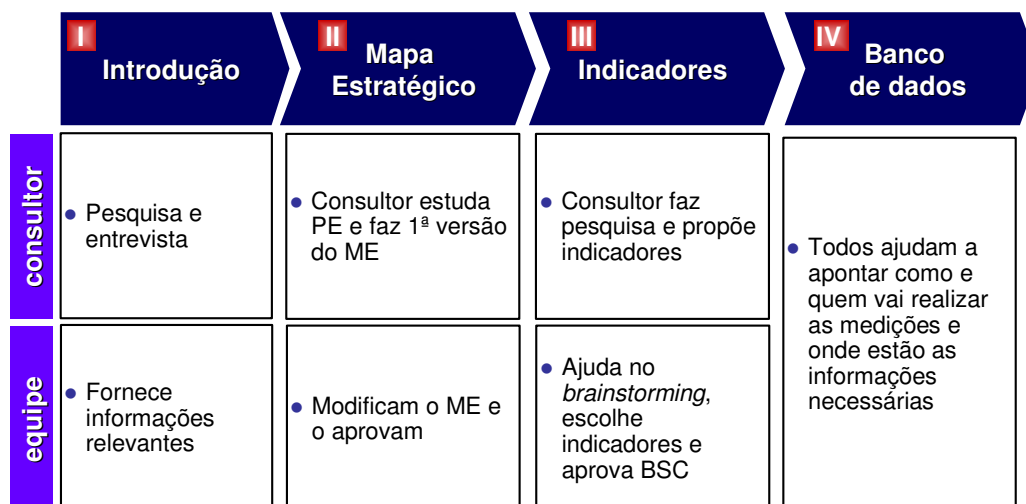 I
Introdução
II
Mapa
Estratégico
III
Indicadores
IV
Banco
de dados
consultor
• Pesquisa e
entrevista
• Consultor estuda
PE e faz 1ª versão
do ME
• Consultor faz
pesquisa e propõe
indicadores
• Todos ajudam a
apontar como e
quem vai realizar
as medições e
onde estão as
informações
necessárias
equipe
• Fornece
informações
relevantes
• Modificam o ME e
o aprovam
• Ajuda no
brainstorming,
escolhe
indicadores e
aprova BSC